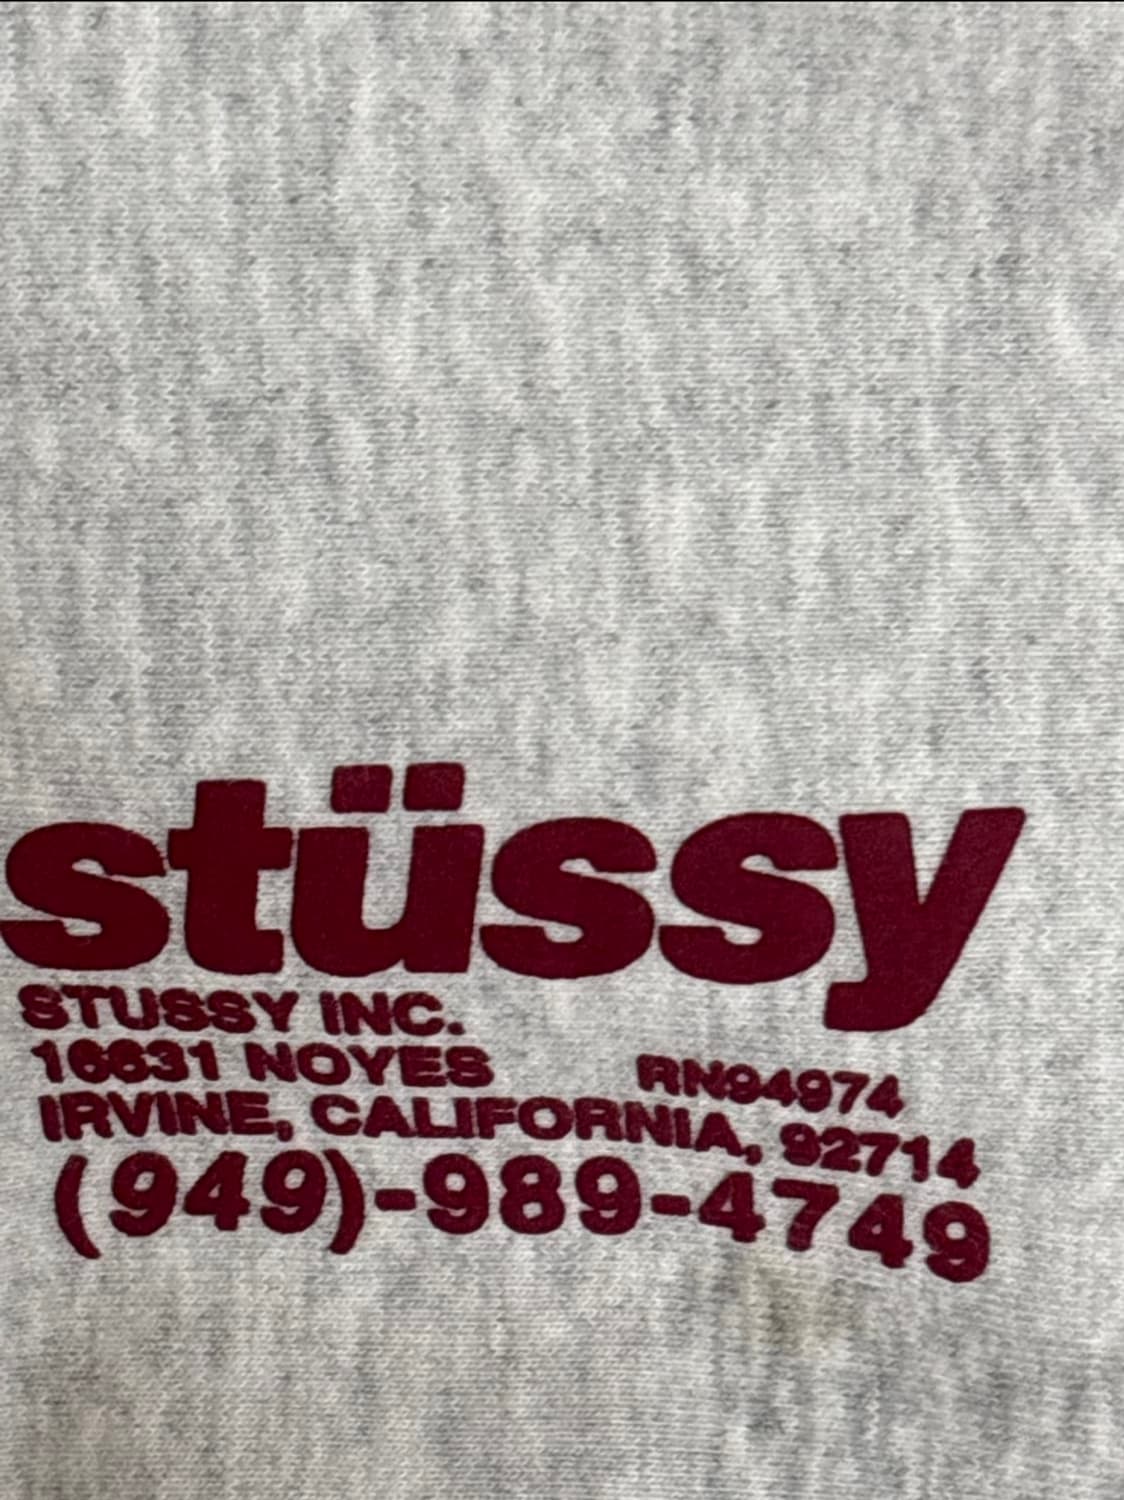 stüssy
STUSSY INC.
16631 NOYES
RN94974
IRVINE, CALIFORNIA, 92714
(949)-989-4749